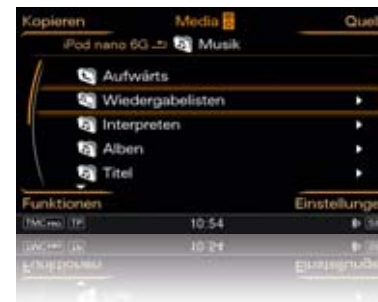 Kopieren Media Quel
iPod nano 6G Musik
Aufwärts
Wiedergabelisten
Interpreten
Alben
Titel
Funktionen Einstellunge
TP 10:54